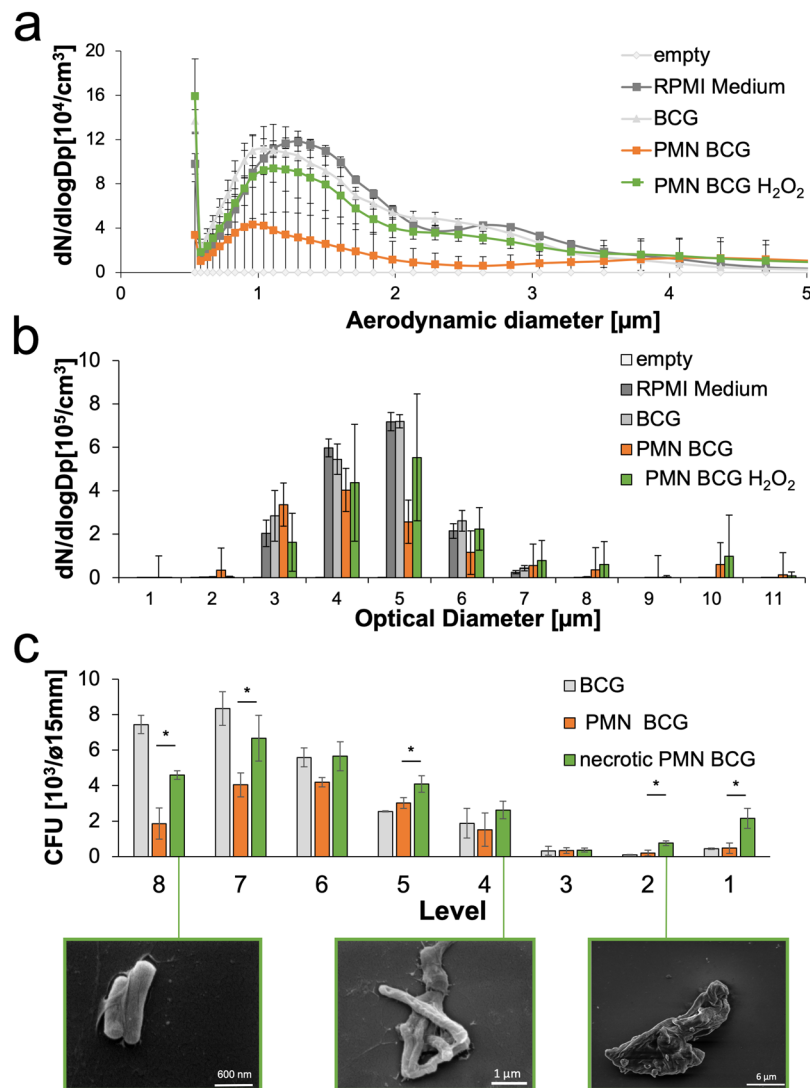 a
dN/dlogDp[10⁴/cm³]
20
16
12
8
4
0
0 1 2 3 4 5
Aerodynamic diameter [µm]
empty
RPMI Medium
BCG
PMN BCG
PMN BCG H₂O₂
b
dN/dlogDp[10⁵/cm³]
10
8
6
4
2
0
1 2 3 4 5 6 7 8 9 10 11
Optical Diameter [µm]
empty
RPMI Medium
BCG
PMN BCG
PMN BCG H₂O₂
c
CFU [10³/ø15mm]
10
8
6
4
2
0
* * * * *
8 7 6 5 4 3 2 1
Level
BCG
PMN BCG
necrotic PMN BCG
600 nm
1 µm
6 µm